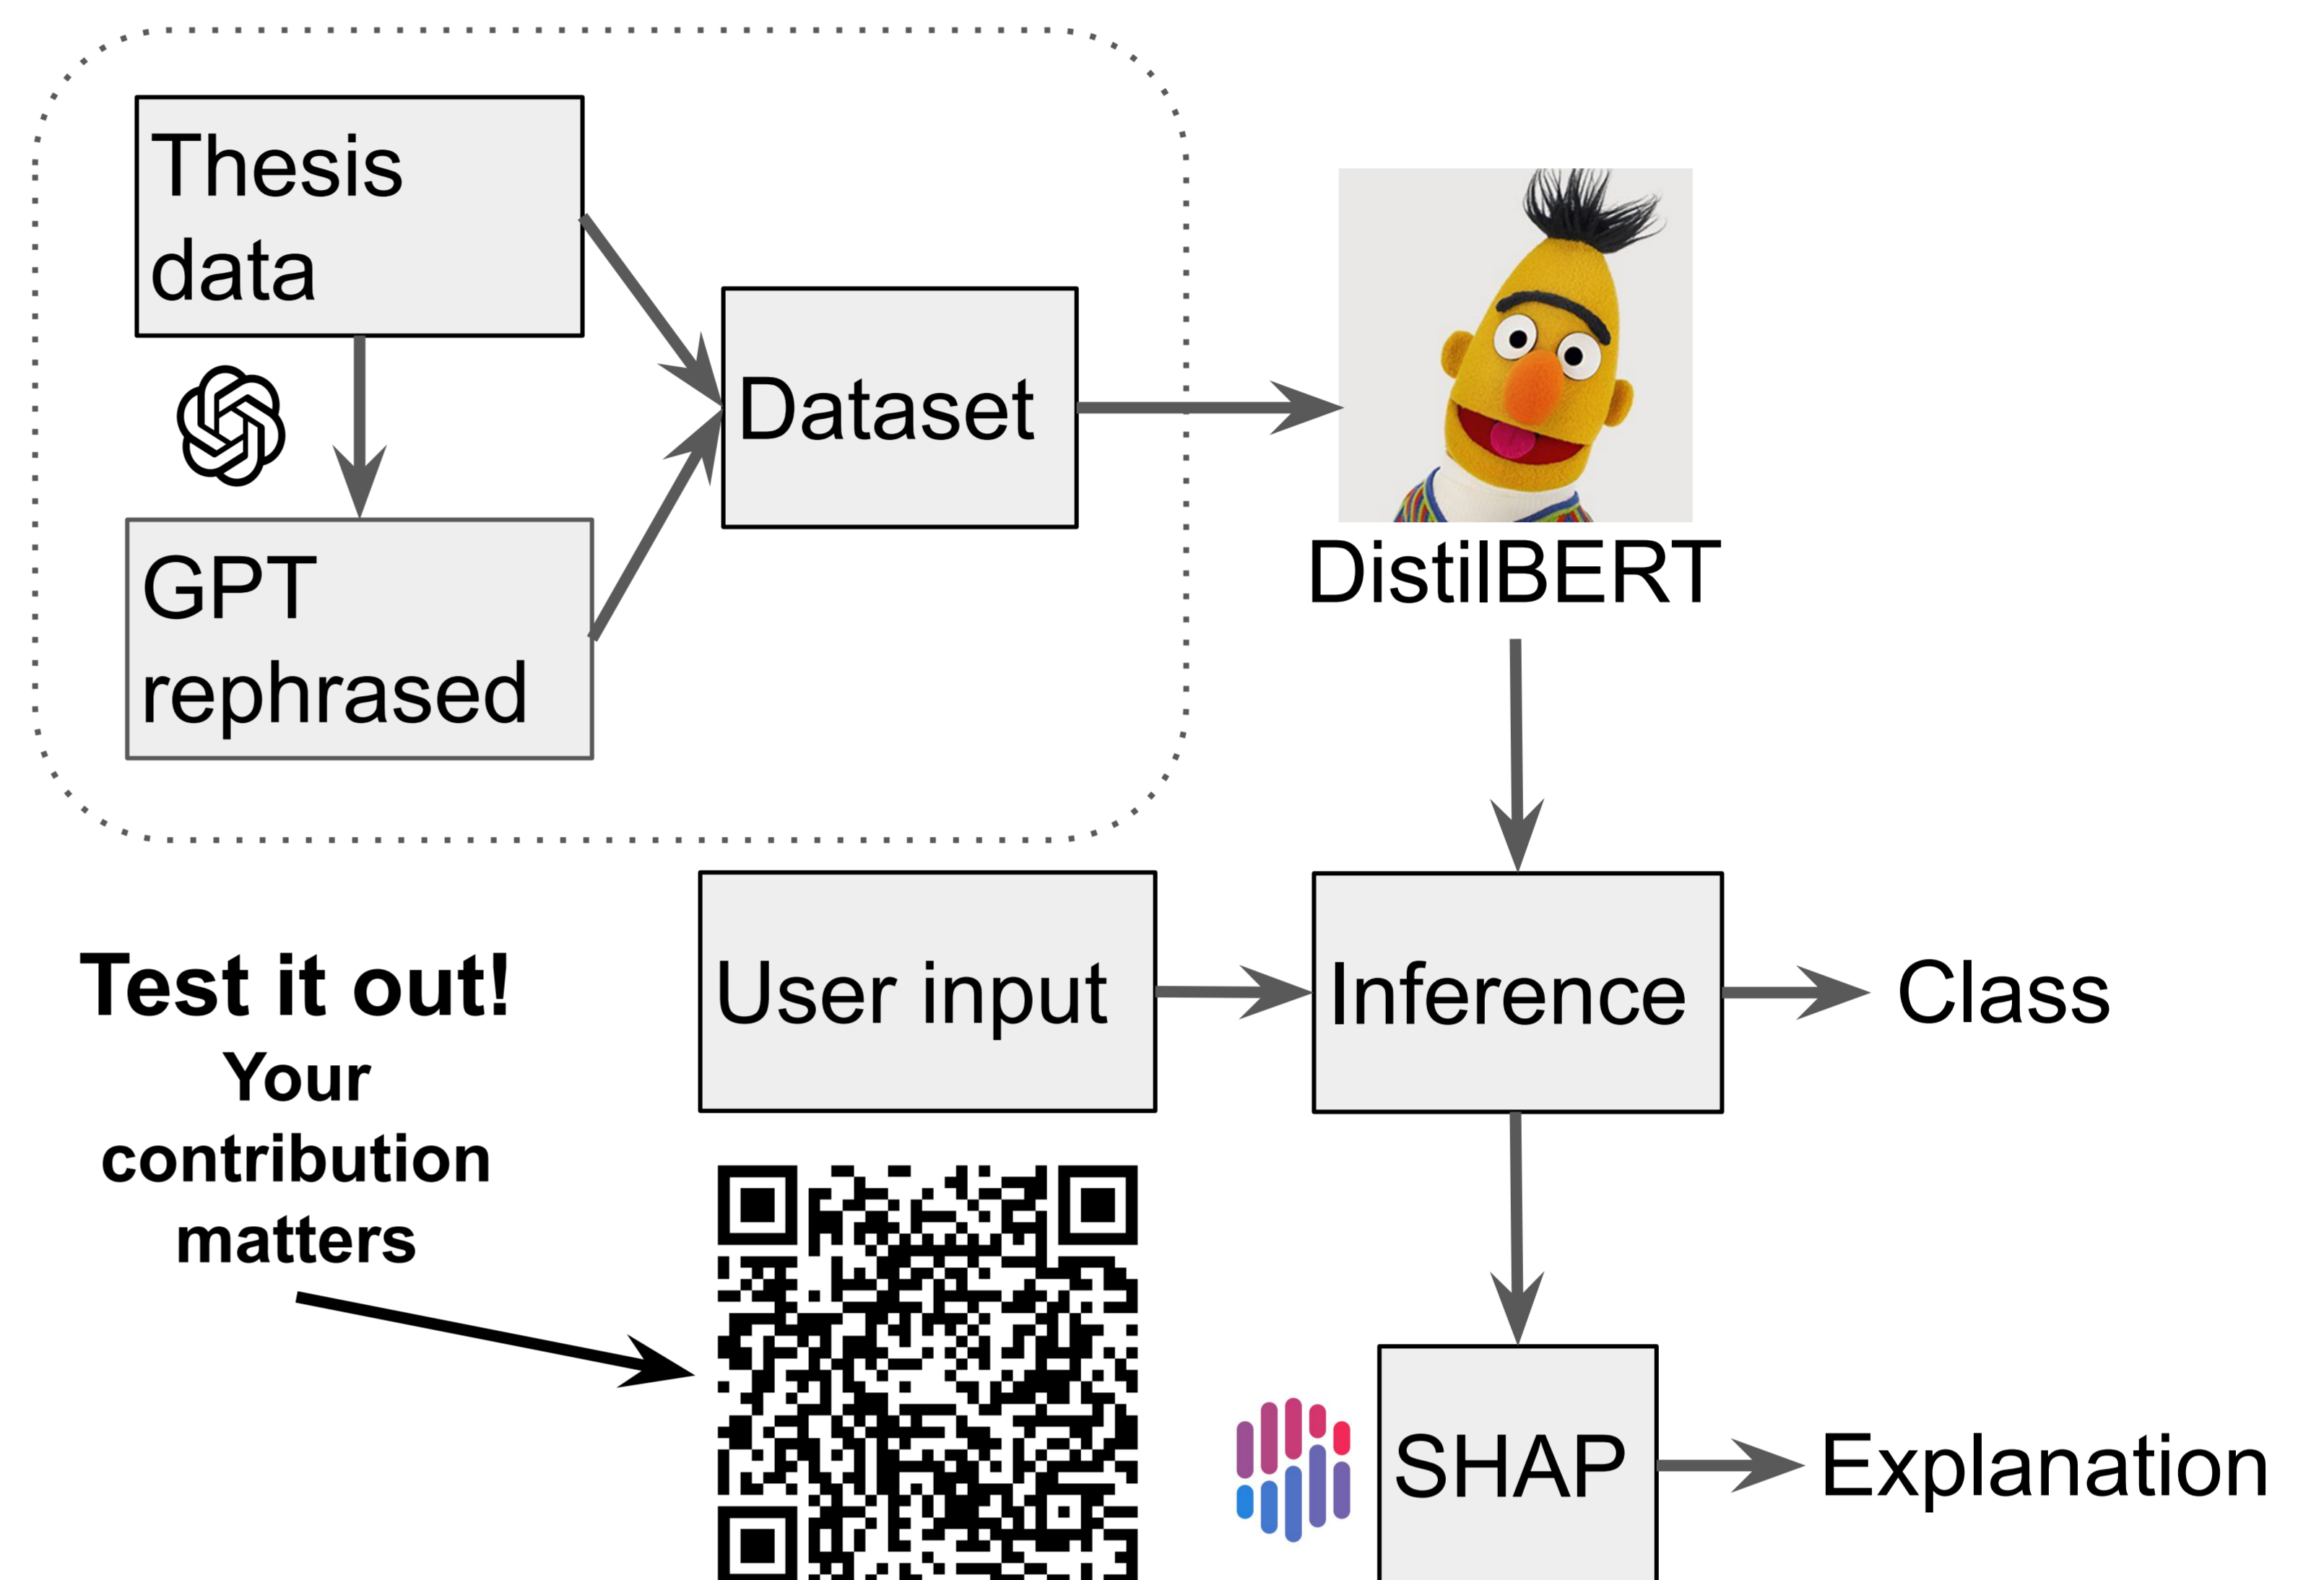 Thesis
data
Dataset
GPT
rephrased
DistilBERT
Test it out!
Your
contribution
matters
User input
Inference
Class
SHAP
Explanation